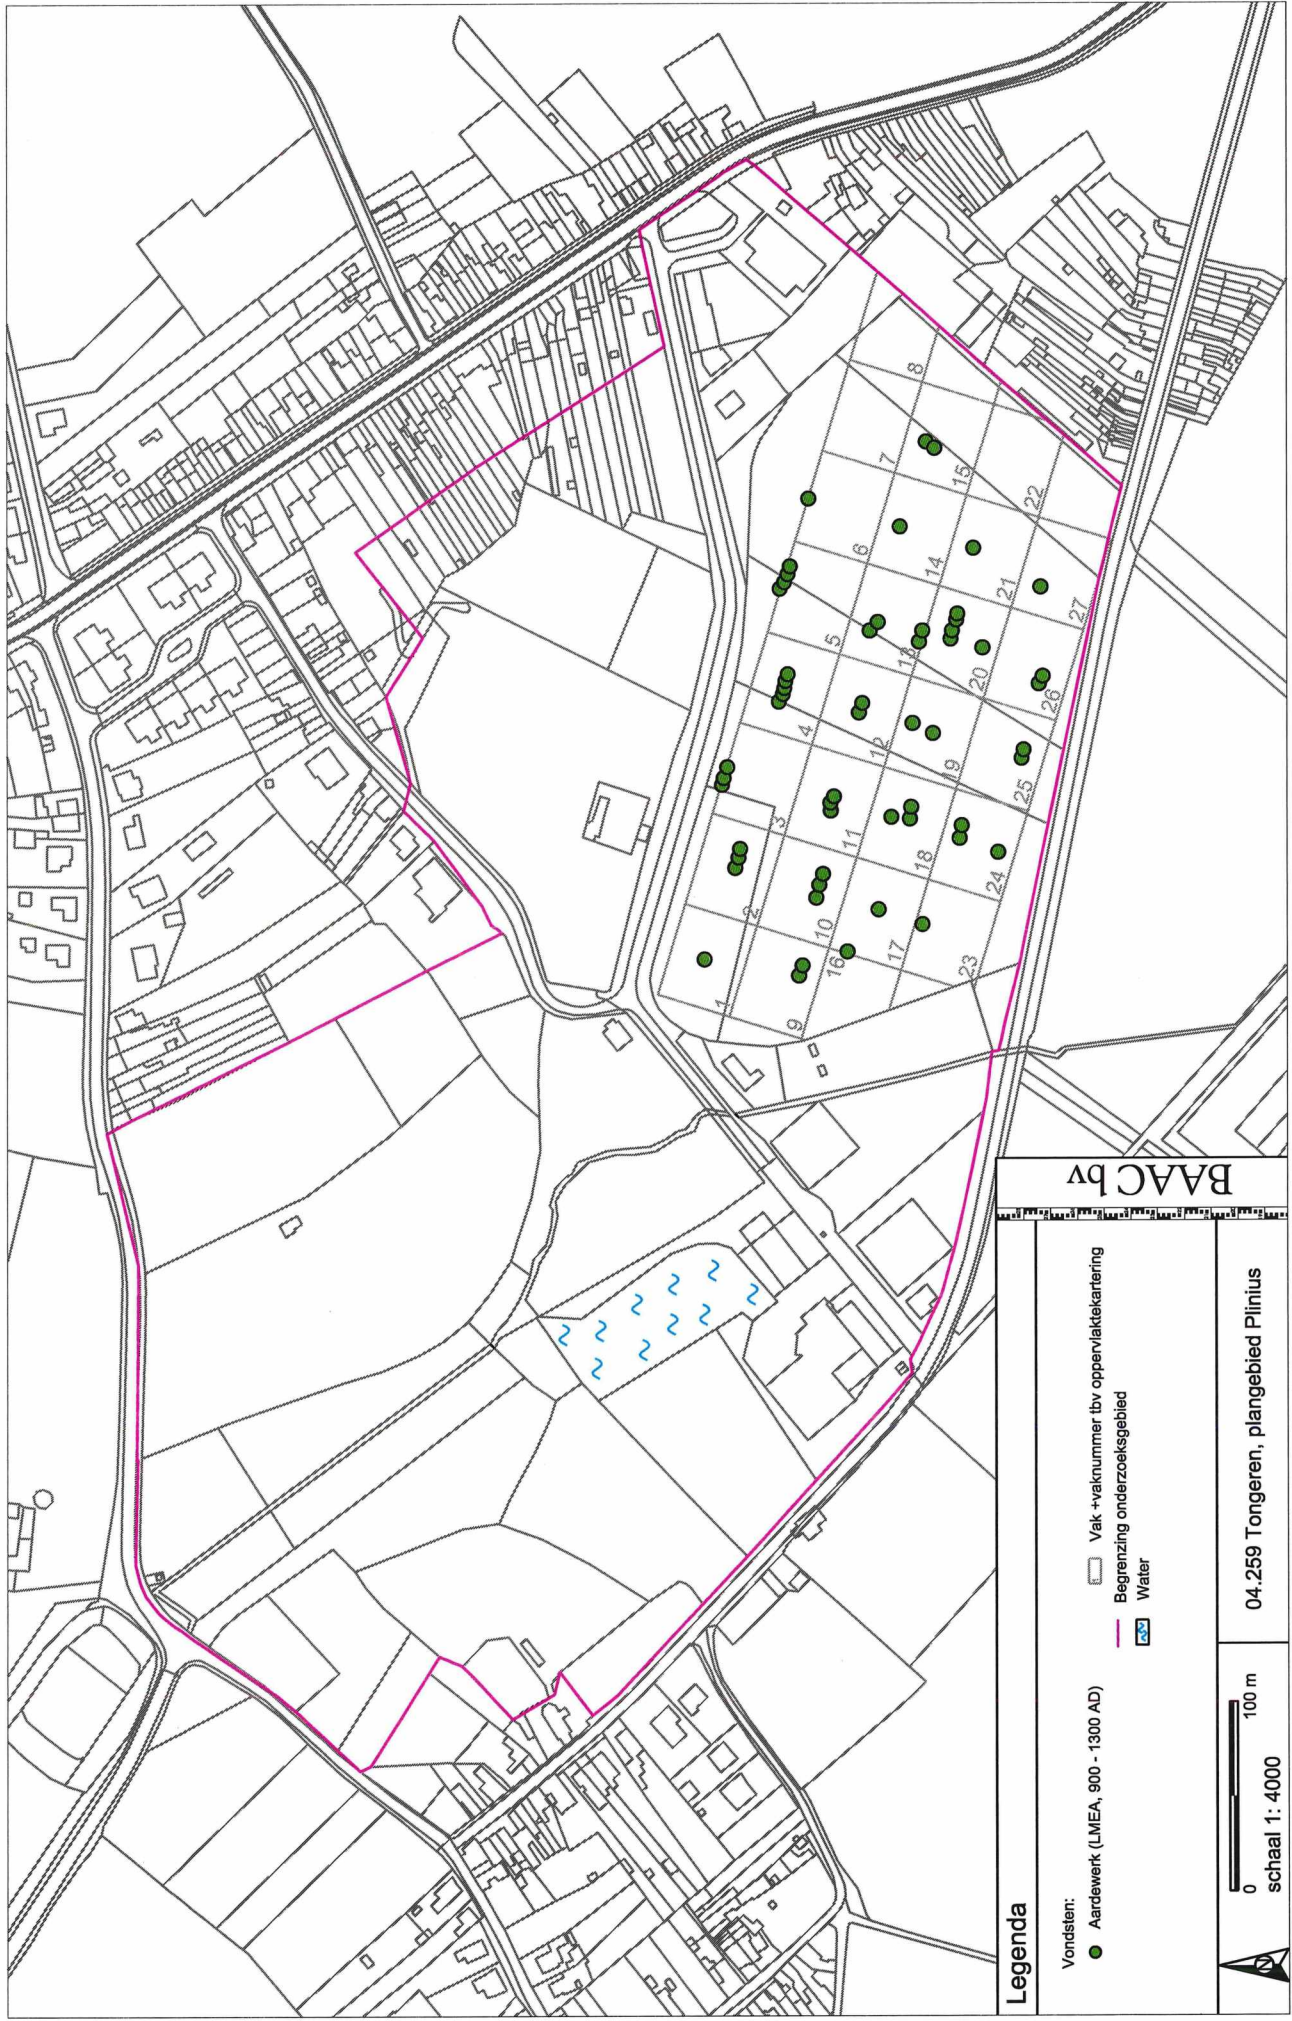 1
2
3
4
5
6
7
8
9
10
11
12
13
14
15
16
17
18
19
20
21
22
23
24
25
26
27
Legenda
Vondsten:
Aardewerk (LMEA, 900 - 1300 AD)
Vak +vaknummer tbv oppervlaktekartering
Begrenzing onderzoeksgebied
Water
BAAC bv
N
0 100 m
schaal 1: 4000
04.259 Tongeren, plangebied Plinius